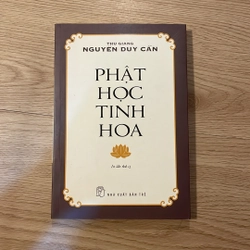 THU GIANG
NGUYỄN DUY CẦN
PHẬT
HỌC
TINH
HOA
NHÀ XUẤT BẢN TRẺ